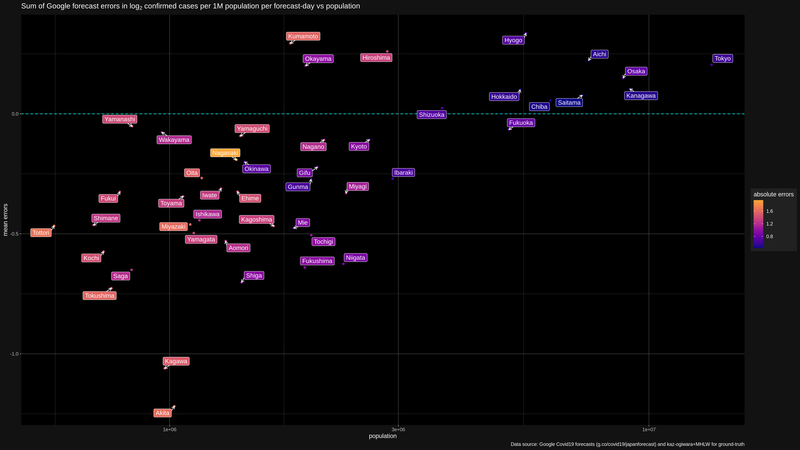 Sum of Google forecast errors in log₂ confirmed cases per 1M population per forecast-day vs population
Kumamoto
Hyogo
Okayama
Hiroshima
Aichi
Tokyo
Osaka
Hokkaido
Kanagawa
Chiba
Saitama
0.0
Shizuoka
Yamanashi
Fukuoka
Yamaguchi
Wakayama
Nagano
Kyoto
Nagasaki
Okinawa
Oita
Gifu
Ibaraki
Gunma
Miyagi
absolute errors
1.6
1.2
0.8
Fukui
Iwate
Ehime
Toyama
Ishikawa
Shimane
Kagoshima
Mie
mean errors
Miyazaki
Tottori
-0.5
Yamagata
Tochigi
Aomori
Kochi
Niigata
Fukushima
Saga
Shiga
Tokushima
-1.0
Kagawa
Akita
1e+06
3e+06
1e+07
population
Data source: Google Covid19 forecasts (g.co/covid19/japanforecast) and kaz-ogiwara+MHLW for ground-truth